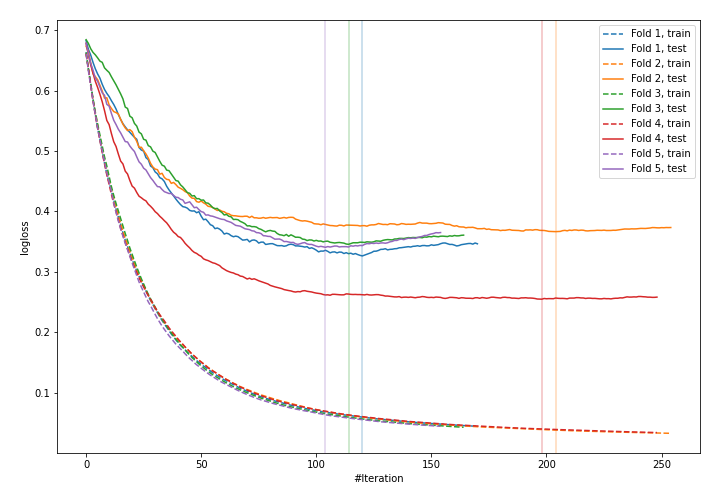 0.7
0.6
0.5
0.4
0.3
0.2
0.1
logloss
0
50
100
150
200
250
#Iteration
Fold 1, train
Fold 1, test
Fold 2, train
Fold 2, test
Fold 3, train
Fold 3, test
Fold 4, train
Fold 4, test
Fold 5, train
Fold 5, test